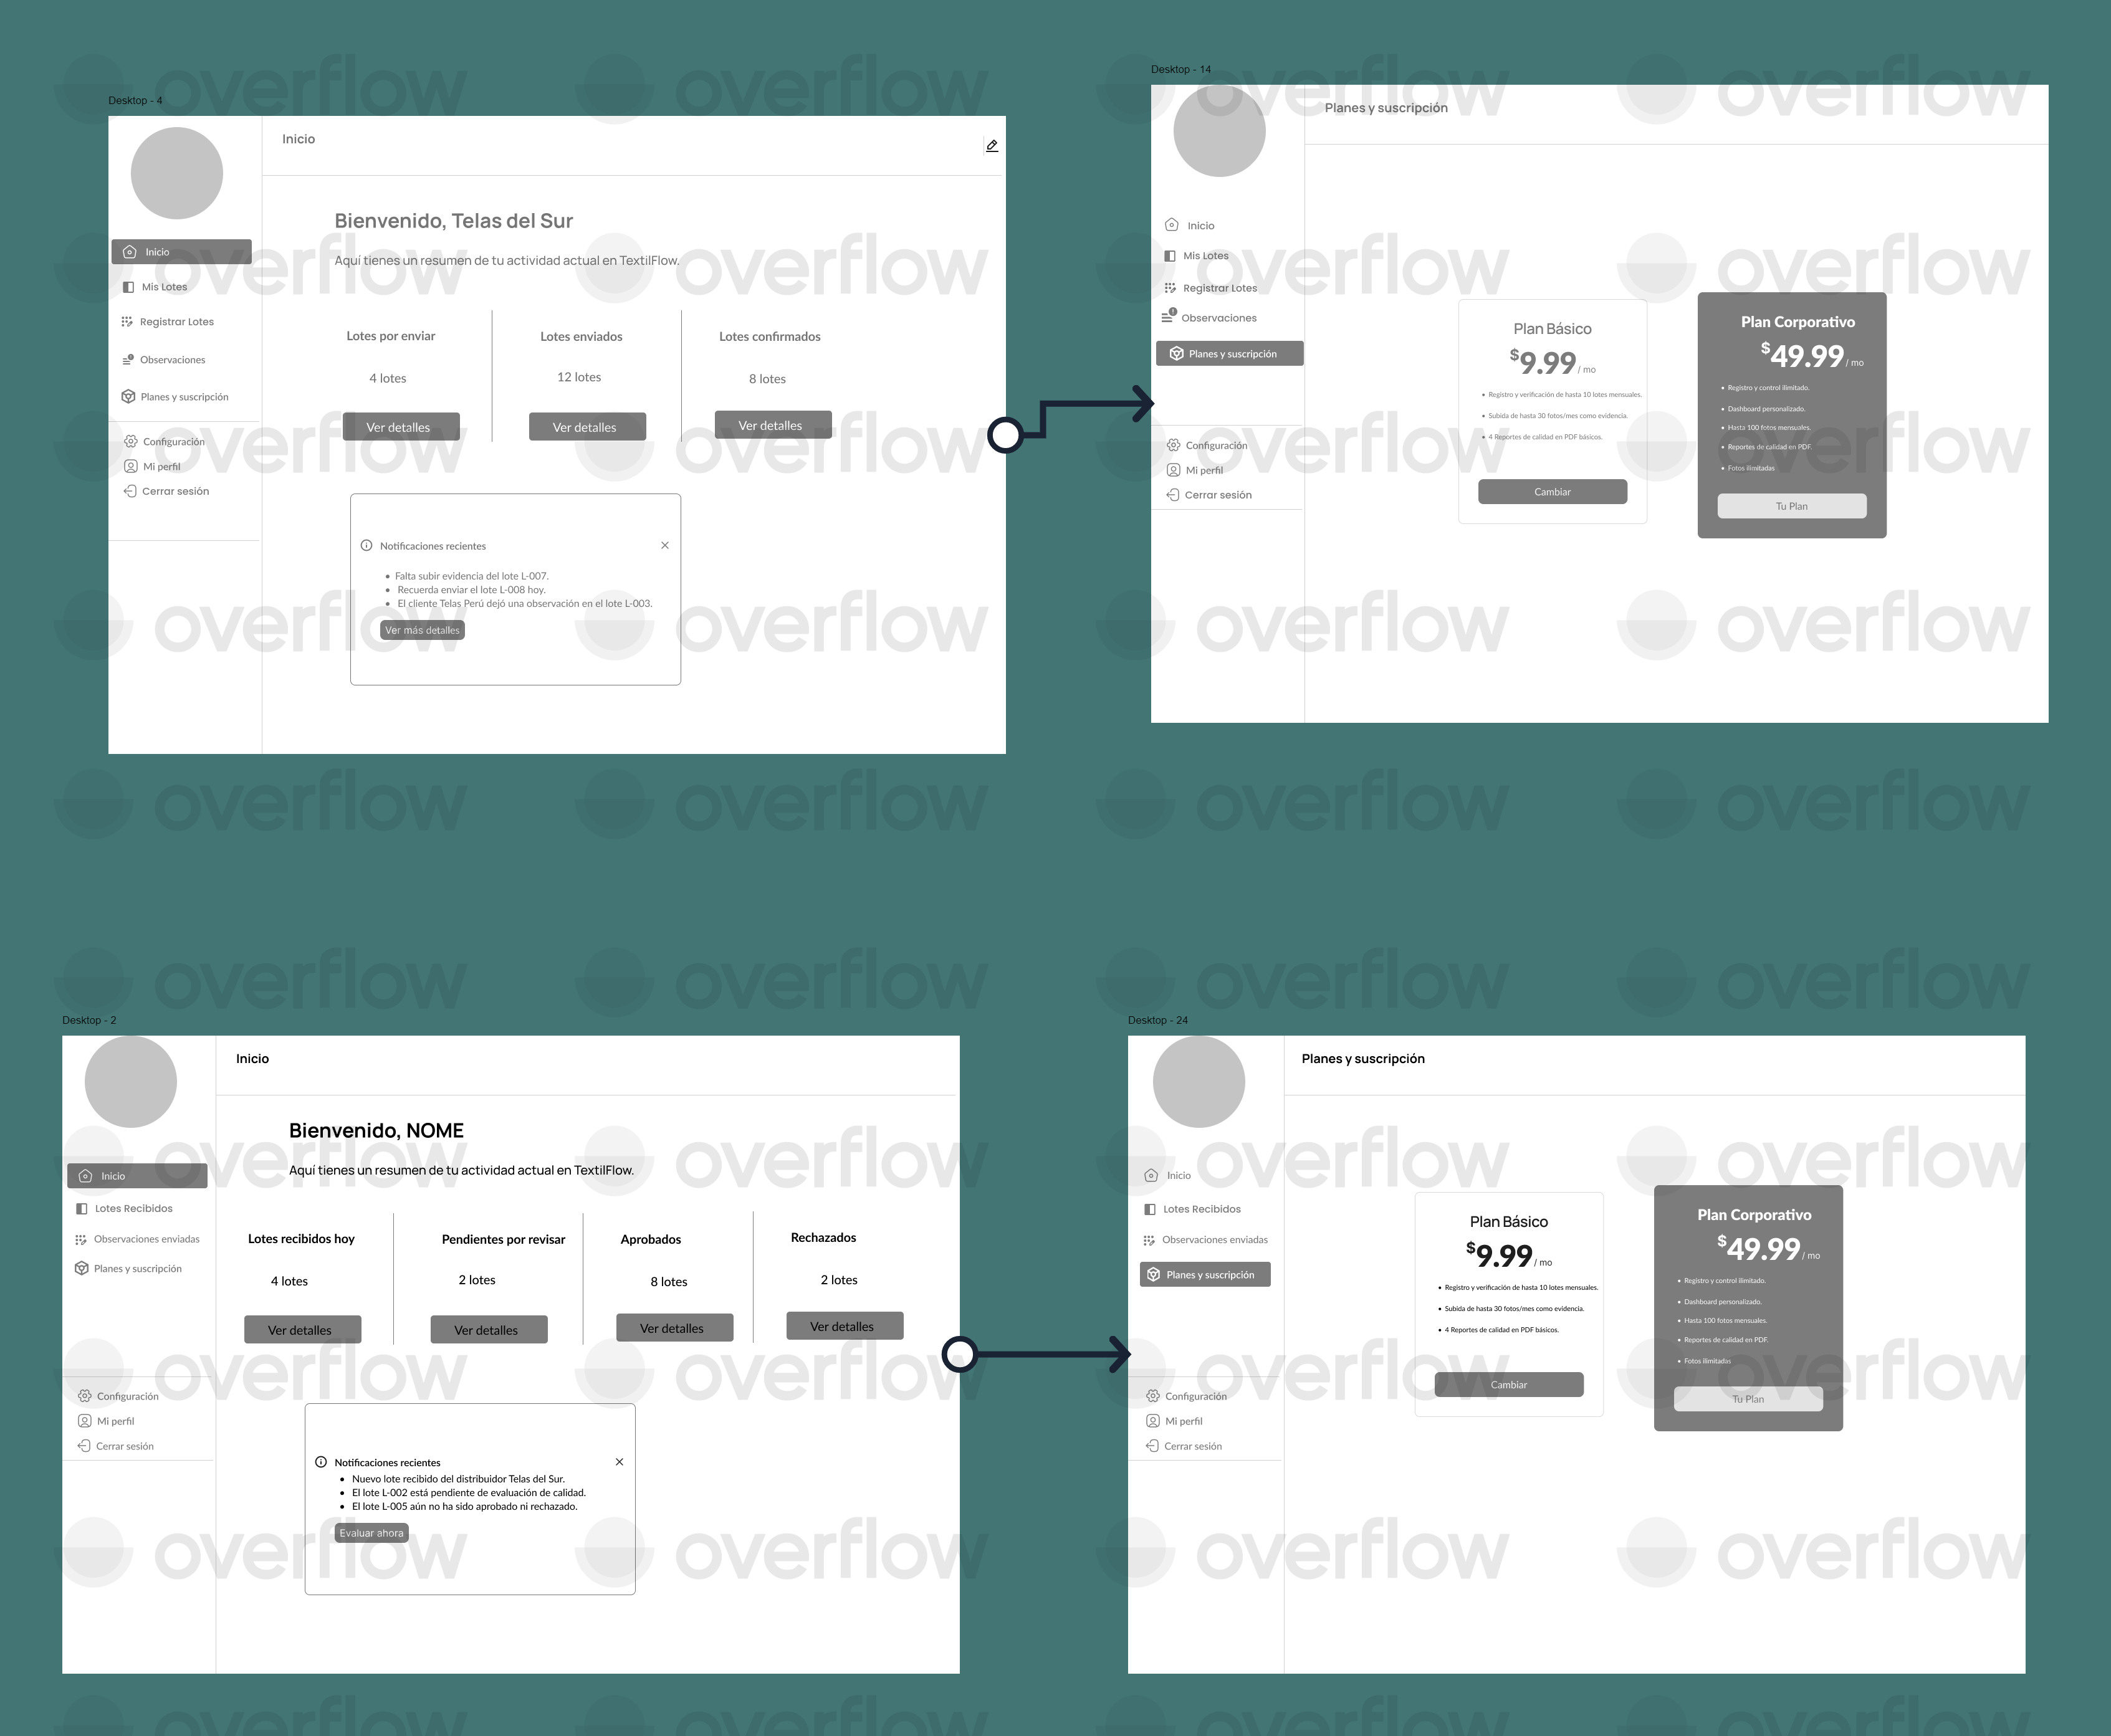 Desktop - 4
Inicio
Inicio
Mis Lotes
Registrar Lotes
Observaciones
Planes y suscripción
Configuración
Mi perfil
Cerrar sesión
Bienvenido, Telas del Sur
Aquí tienes un resumen de tu actividad actual en TextilFlow.
Lotes por enviar
4 lotes
Ver detalles
Lotes enviados
12 lotes
Ver detalles
Lotes confirmados
8 lotes
Ver detalles
Notificaciones recientes
• Falta subir evidencia del lote L-007.
• Recuerda enviar el lote L-008 hoy.
• El cliente Telas Perú dejó una observación en el lote L-003.
Ver más detalles
Desktop - 14
Planes y suscripción
Inicio
Mis Lotes
Registrar Lotes
Observaciones
Planes y suscripción
Configuración
Mi perfil
Cerrar sesión
Plan Básico
$9.99 / mo
• Registro y verificación de hasta 10 lotes mensuales.
• Subida de hasta 30 fotos/mes como evidencia.
• 4 Reportes de calidad en PDF básicos.
Cambiar
Plan Corporativo
$49.99 / mo
• Registro y control ilimitado.
• Dashboard personalizado.
• Hasta 100 fotos mensuales.
• Reportes de calidad en PDF.
• Fotos ilimitadas
Tu Plan
Desktop - 2
Inicio
Inicio
Lotes Recibidos
Observaciones enviadas
Planes y suscripción
Configuración
Mi perfil
Cerrar sesión
Bienvenido, NOME
Aquí tienes un resumen de tu actividad actual en TextilFlow.
Lotes recibidos hoy
4 lotes
Ver detalles
Pendientes por revisar
2 lotes
Ver detalles
Aprobados
8 lotes
Ver detalles
Rechazados
2 lotes
Ver detalles
Notificaciones recientes
• Nuevo lote recibido del distribuidor Telas del Sur.
• El lote L-002 está pendiente de evaluación de calidad.
• El lote L-005 aún no ha sido aprobado ni rechazado.
Evaluar ahora
Desktop - 24
Planes y suscripción
Inicio
Lotes Recibidos
Observaciones enviadas
Planes y suscripción
Configuración
Mi perfil
Cerrar sesión
Plan Básico
$9.99 / mo
• Registro y verificación de hasta 10 lotes mensuales.
• Subida de hasta 30 fotos/mes como evidencia.
• 4 Reportes de calidad en PDF básicos.
Cambiar
Plan Corporativo
$49.99 / mo
• Registro y control ilimitado.
• Dashboard personalizado.
• Hasta 100 fotos mensuales.
• Reportes de calidad en PDF.
• Fotos ilimitadas
Tu Plan
overflow